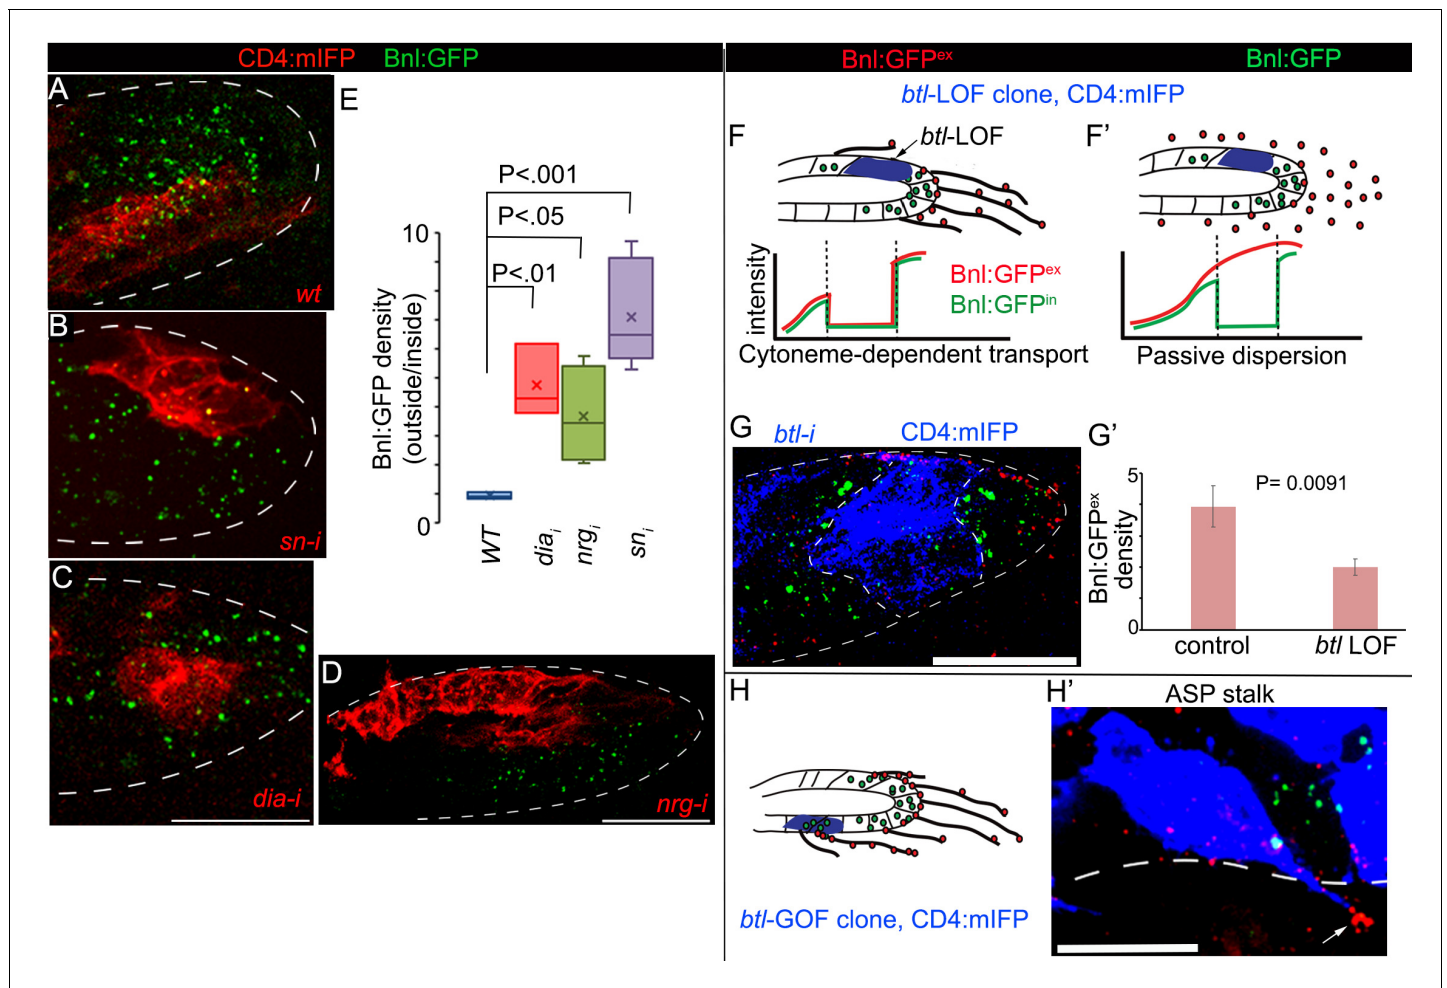 CD4:mIFP Bnl:GFP
A
wt
B
sn-i
C
dia-i
D
nrg-i
E
P<.001
P<.05
P<.01
10
0
Bnl:GFP density
(outside/inside)
WT
diai
nrgi
sni
Bnl:GFPex Bnl:GFP
btl-LOF clone, CD4:mIFP
F
btl-LOF
intensity
Bnl:GFPex
Bnl:GFPin
Cytoneme-dependent transport
F’
Passive dispersion
G
btl-i CD4:mIFP
G’
P= 0.0091
5
0
Bnl:GFPex
density
control btl LOF
H
btl-GOF clone, CD4:mIFP
H’
ASP stalk